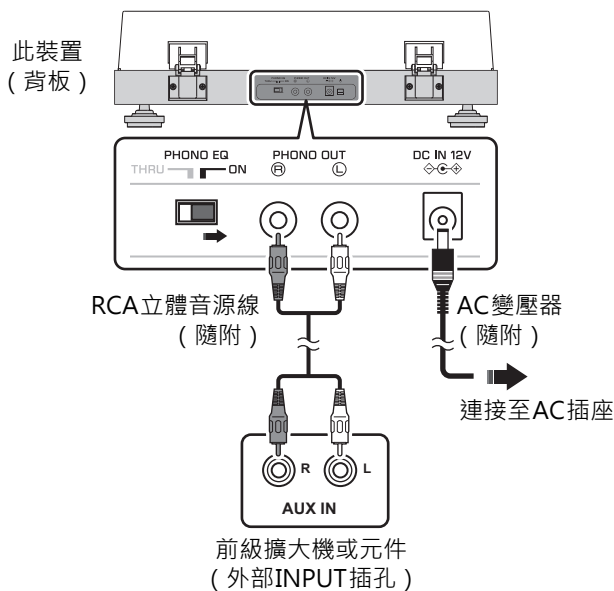 此裝置
（背板）
PHONO EQ
THRU
ON
PHONO OUT
R
L
DC IN 12V
RCA立體音源線
（隨附）
AC變壓器
（隨附）
連接至AC插座
R
L
AUX IN
前級擴大機或元件
（外部INPUT插孔）